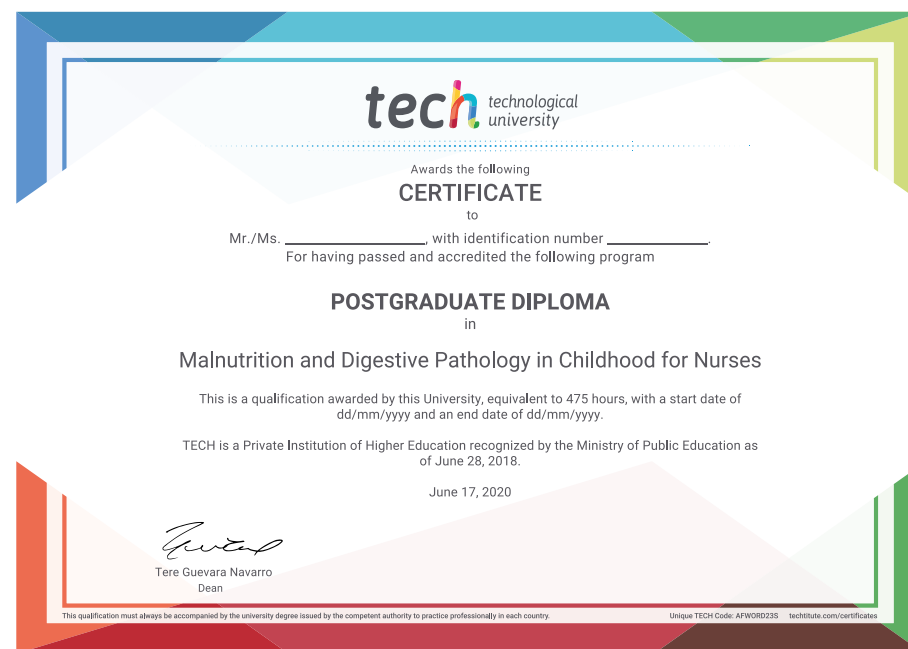 tech technological
university
Awards the following
CERTIFICATE
to
Mr./Ms. ____________, with identification number ____________.
For having passed and accredited the following program
POSTGRADUATE DIPLOMA
in
Malnutrition and Digestive Pathology in Childhood for Nurses
This is a qualification awarded by this University, equivalent to 475 hours, with a start date of
dd/mm/yyyy and an end date of dd/mm/yyyy.
TECH is a Private Institution of Higher Education recognized by the Ministry of Public Education as
of June 28, 2018.
June 17, 2020
Tere Guevara Navarro
Dean
This qualification must always be accompanied by the university degree issued by the competent authority to practice professionally in each country. Unique TECH Code: AFWORD23S techtitute.com/certificates